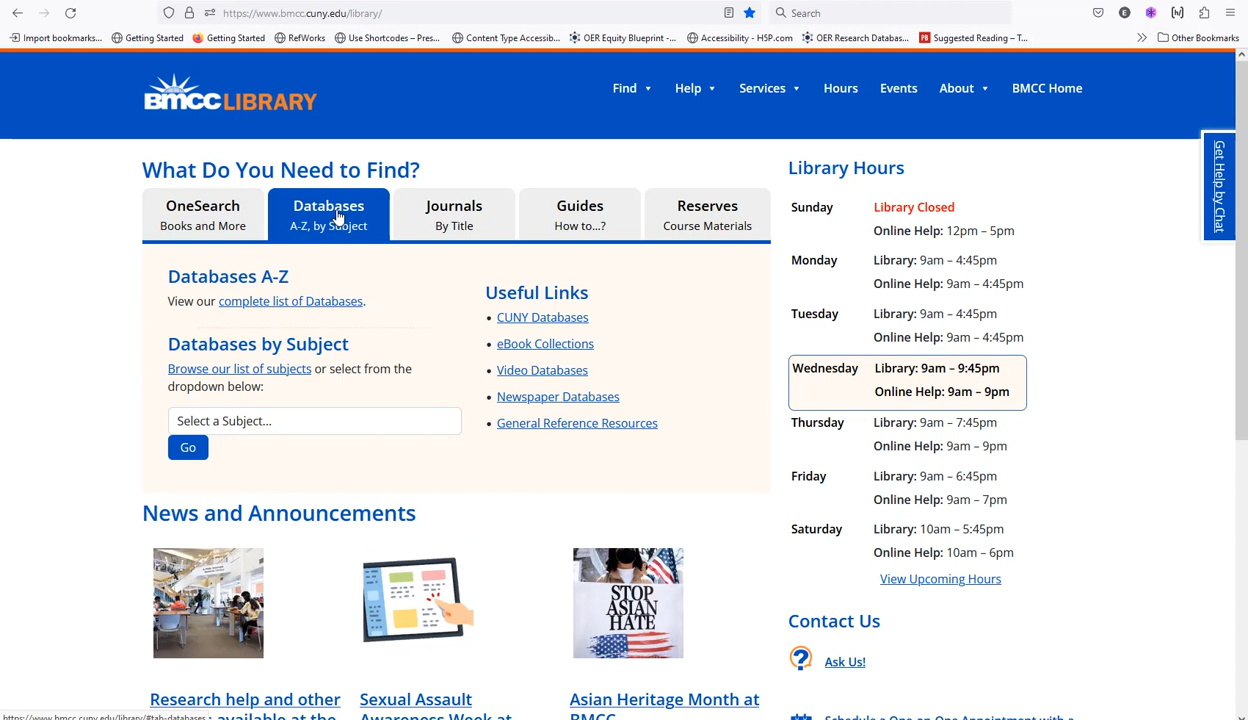 https://www.bmcc.cuny.edu/library/
Search
Import bookmarks...
Getting Started
Getting Started
RefWorks
Use Shortcodes – Pres...
Content Type Accessib...
OER Equity Blueprint -...
Accessibility - H5P.com
OER Research Databas...
Suggested Reading – T...
Other Bookmarks
BMCC LIBRARY
Find
Help
Services
Hours
Events
About
BMCC Home
Get Help by Chat
What Do You Need to Find?
OneSearch
Books and More
Databases
A-Z, by Subject
Journals
By Title
Guides
How to...?
Reserves
Course Materials
Databases A-Z
View our complete list of Databases.
Databases by Subject
Browse our list of subjects or select from the
dropdown below:
Select a Subject...
Go
Useful Links
• CUNY Databases
• eBook Collections
• Video Databases
• Newspaper Databases
• General Reference Resources
Library Hours
Sunday Library Closed
Online Help: 12pm – 5pm
Monday Library: 9am – 4:45pm
Online Help: 9am – 4:45pm
Tuesday Library: 9am – 4:45pm
Online Help: 9am – 4:45pm
Wednesday Library: 9am – 9:45pm
Online Help: 9am – 9pm
Thursday Library: 9am – 7:45pm
Online Help: 9am – 9pm
Friday Library: 9am – 6:45pm
Online Help: 9am – 7pm
Saturday Library: 10am – 5:45pm
Online Help: 10am – 6pm
View Upcoming Hours
Contact Us
? Ask Us!
Schedule a One on One Appointment with a
News and Announcements
STOP
ASIAN
HATE
Research help and other
available at the
Sexual Assault
Awareness Week at
Asian Heritage Month at
BMCC
https://www.bmcc.cuny.edu/library/#tab-databases